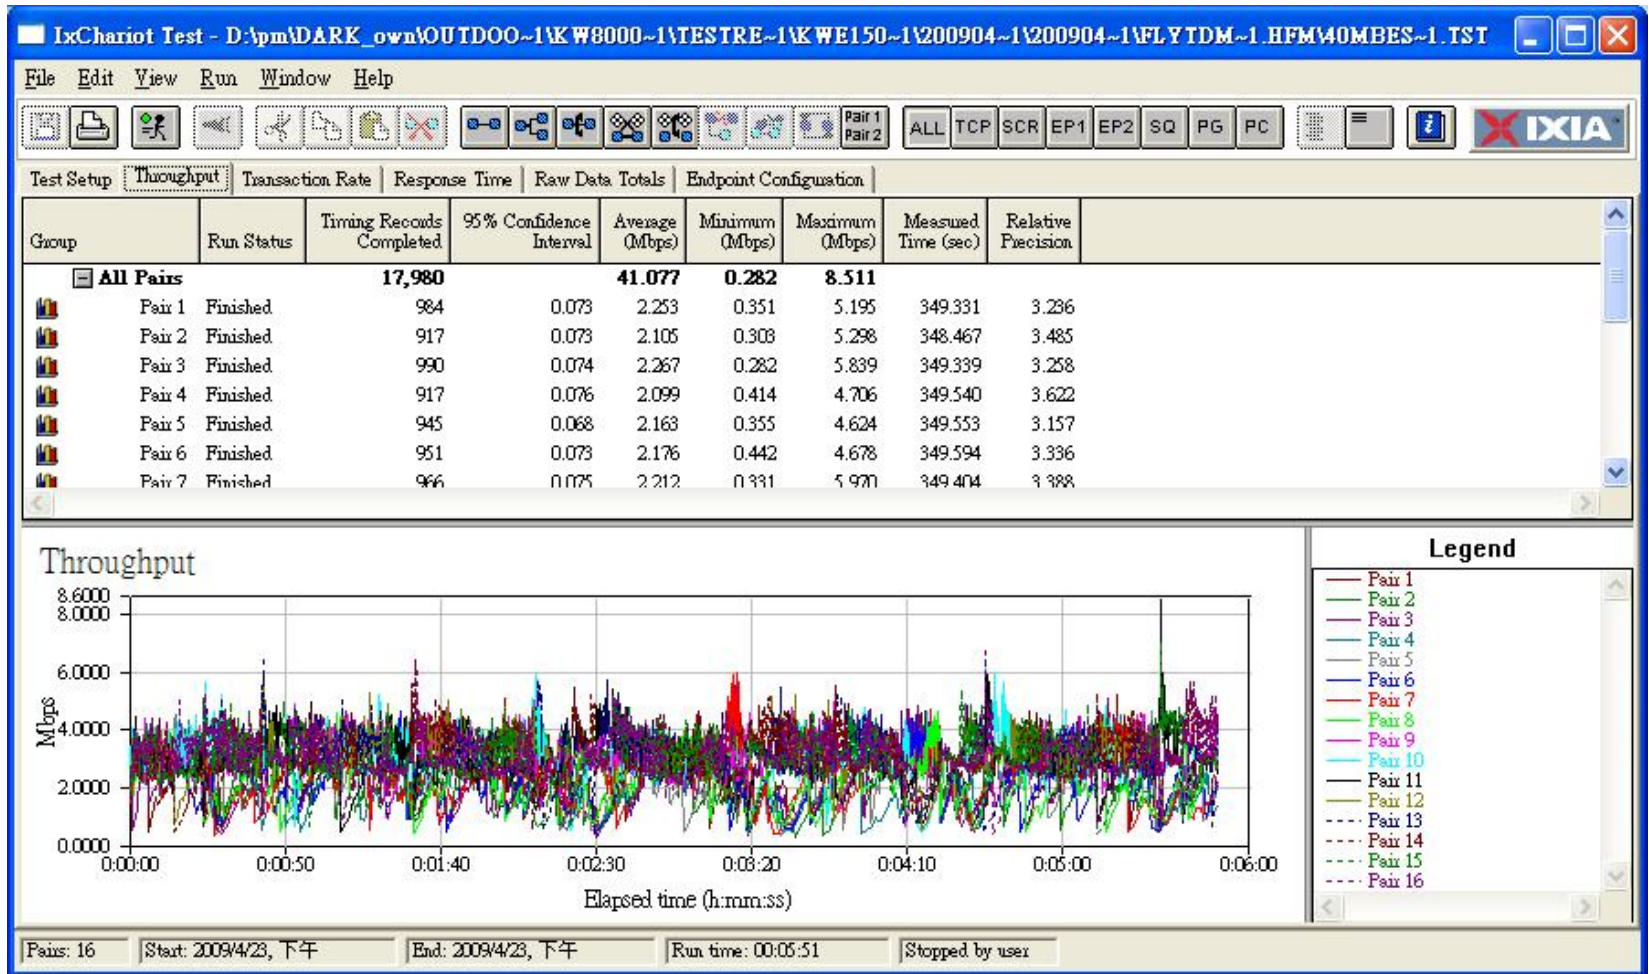 IxChariot Test - D:\pm\DARK_own\OUTDOO~1\KW8000~1\TESTRE~1\KWE150~1\200904~1\200904~1\FLYTDM~1.HFM\40MBES~1.TST
File Edit View Run Window Help
Pair 1 Pair 2 ALL TCP SCR EP1 EP2 SQ PG PC IXIA
Test Setup Throughput Transaction Rate Response Time Raw Data Totals Endpoint Configuration
Group Run Status Timing Records Completed 95% Confidence Interval Average (Mbps) Minimum (Mbps) Maximum (Mbps) Measured Time (sec) Relative Precision
All Pairs 17,980 41.077 0.282 8.511
Pair 1 Finished 984 0.073 2.253 0.351 5.195 349.331 3.236
Pair 2 Finished 917 0.073 2.105 0.303 5.298 348.467 3.485
Pair 3 Finished 990 0.074 2.267 0.282 5.839 349.339 3.258
Pair 4 Finished 917 0.076 2.099 0.414 4.706 349.540 3.622
Pair 5 Finished 945 0.068 2.163 0.355 4.624 349.553 3.157
Pair 6 Finished 951 0.073 2.176 0.442 4.678 349.594 3.336
Pair 7 Finished 966 0.075 2.212 0.331 5.970 349.404 3.388
Throughput
8.6000
8.0000
6.0000
4.0000
2.0000
0.0000
Mbps
0:00:00 0:00:50 0:01:40 0:02:30 0:03:20 0:04:10 0:05:00 0:06:00
Elapsed time (h:mm:ss)
Legend
Pair 1
Pair 2
Pair 3
Pair 4
Pair 5
Pair 6
Pair 7
Pair 8
Pair 9
Pair 10
Pair 11
Pair 12
Pair 13
Pair 14
Pair 15
Pair 16
Pairs: 16 Start: 2009/4/23, 下午 End: 2009/4/23, 下午 Run time: 00:05:51 Stopped by user